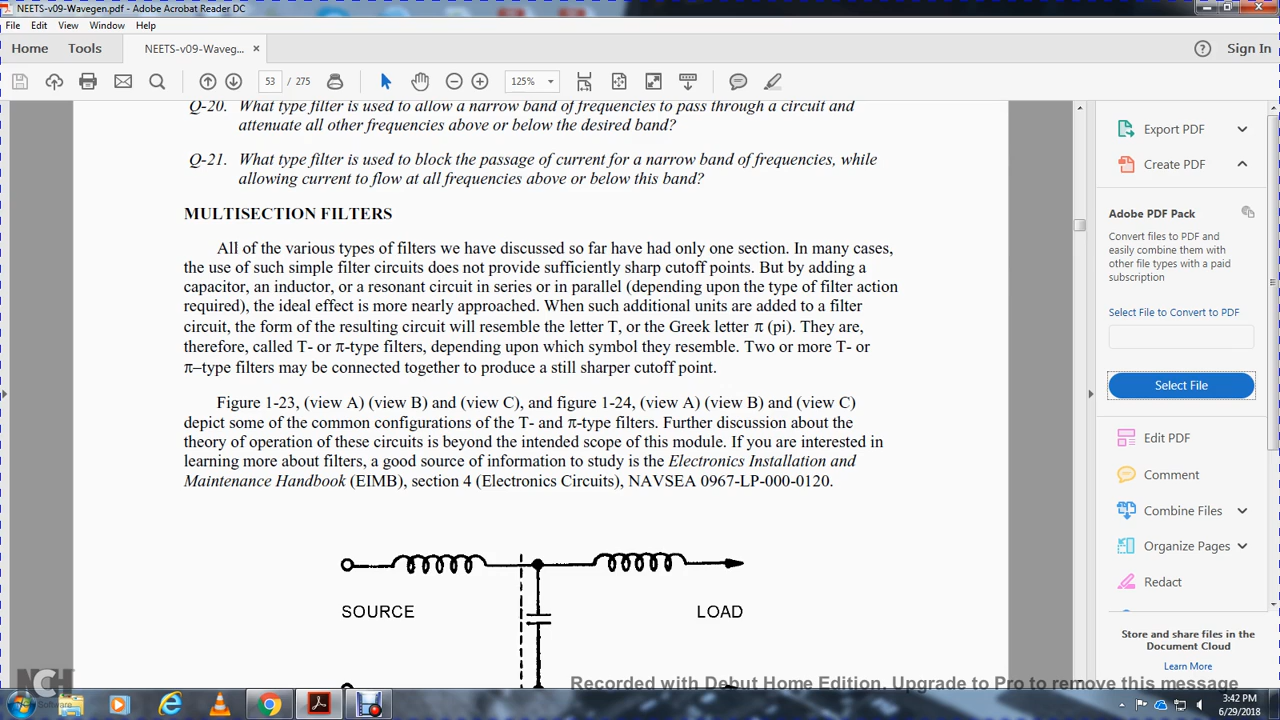 NEETS-v09-Wavegen.pdf - Adobe Acrobat Reader DC
File Edit View Window Help
Home Tools NEETS-v09-Waveg... × Sign In
53 / 275 125%
Q-20. What type filter is used to allow a narrow band of frequencies to pass through a circuit and
attenuate all other frequencies above or below the desired band?
Q-21. What type filter is used to block the passage of current for a narrow band of frequencies, while
allowing current to flow at all frequencies above or below this band?
MULTISECTION FILTERS
All of the various types of filters we have discussed so far have had only one section. In many cases,
the use of such simple filter circuits does not provide sufficiently sharp cutoff points. But by adding a
capacitor, an inductor, or a resonant circuit in series or in parallel (depending upon the type of filter action
required), the ideal effect is more nearly approached. When such additional units are added to a filter
circuit, the form of the resulting circuit will resemble the letter T, or the Greek letter π (pi). They are,
therefore, called T- or π-type filters, depending upon which symbol they resemble. Two or more T- or
π–type filters may be connected together to produce a still sharper cutoff point.
Figure 1-23, (view A) (view B) and (view C), and figure 1-24, (view A) (view B) and (view C)
depict some of the common configurations of the T- and π-type filters. Further discussion about the
theory of operation of these circuits is beyond the intended scope of this module. If you are interested in
learning more about filters, a good source of information to study is the Electronics Installation and
Maintenance Handbook (EIMB), section 4 (Electronics Circuits), NAVSEA 0967-LP-000-0120.
SOURCE LOAD
Export PDF
Create PDF
Adobe PDF Pack
Convert files to PDF and
easily combine them with
other file types with a paid
subscription
Select File to Convert to PDF
Select File
Edit PDF
Comment
Combine Files
Organize Pages
Redact
Store and share files in the
Document Cloud
Learn More
NCH Software
Recorded with Debut Home Edition. Upgrade to Pro to remove this message
3:42 PM
6/29/2018